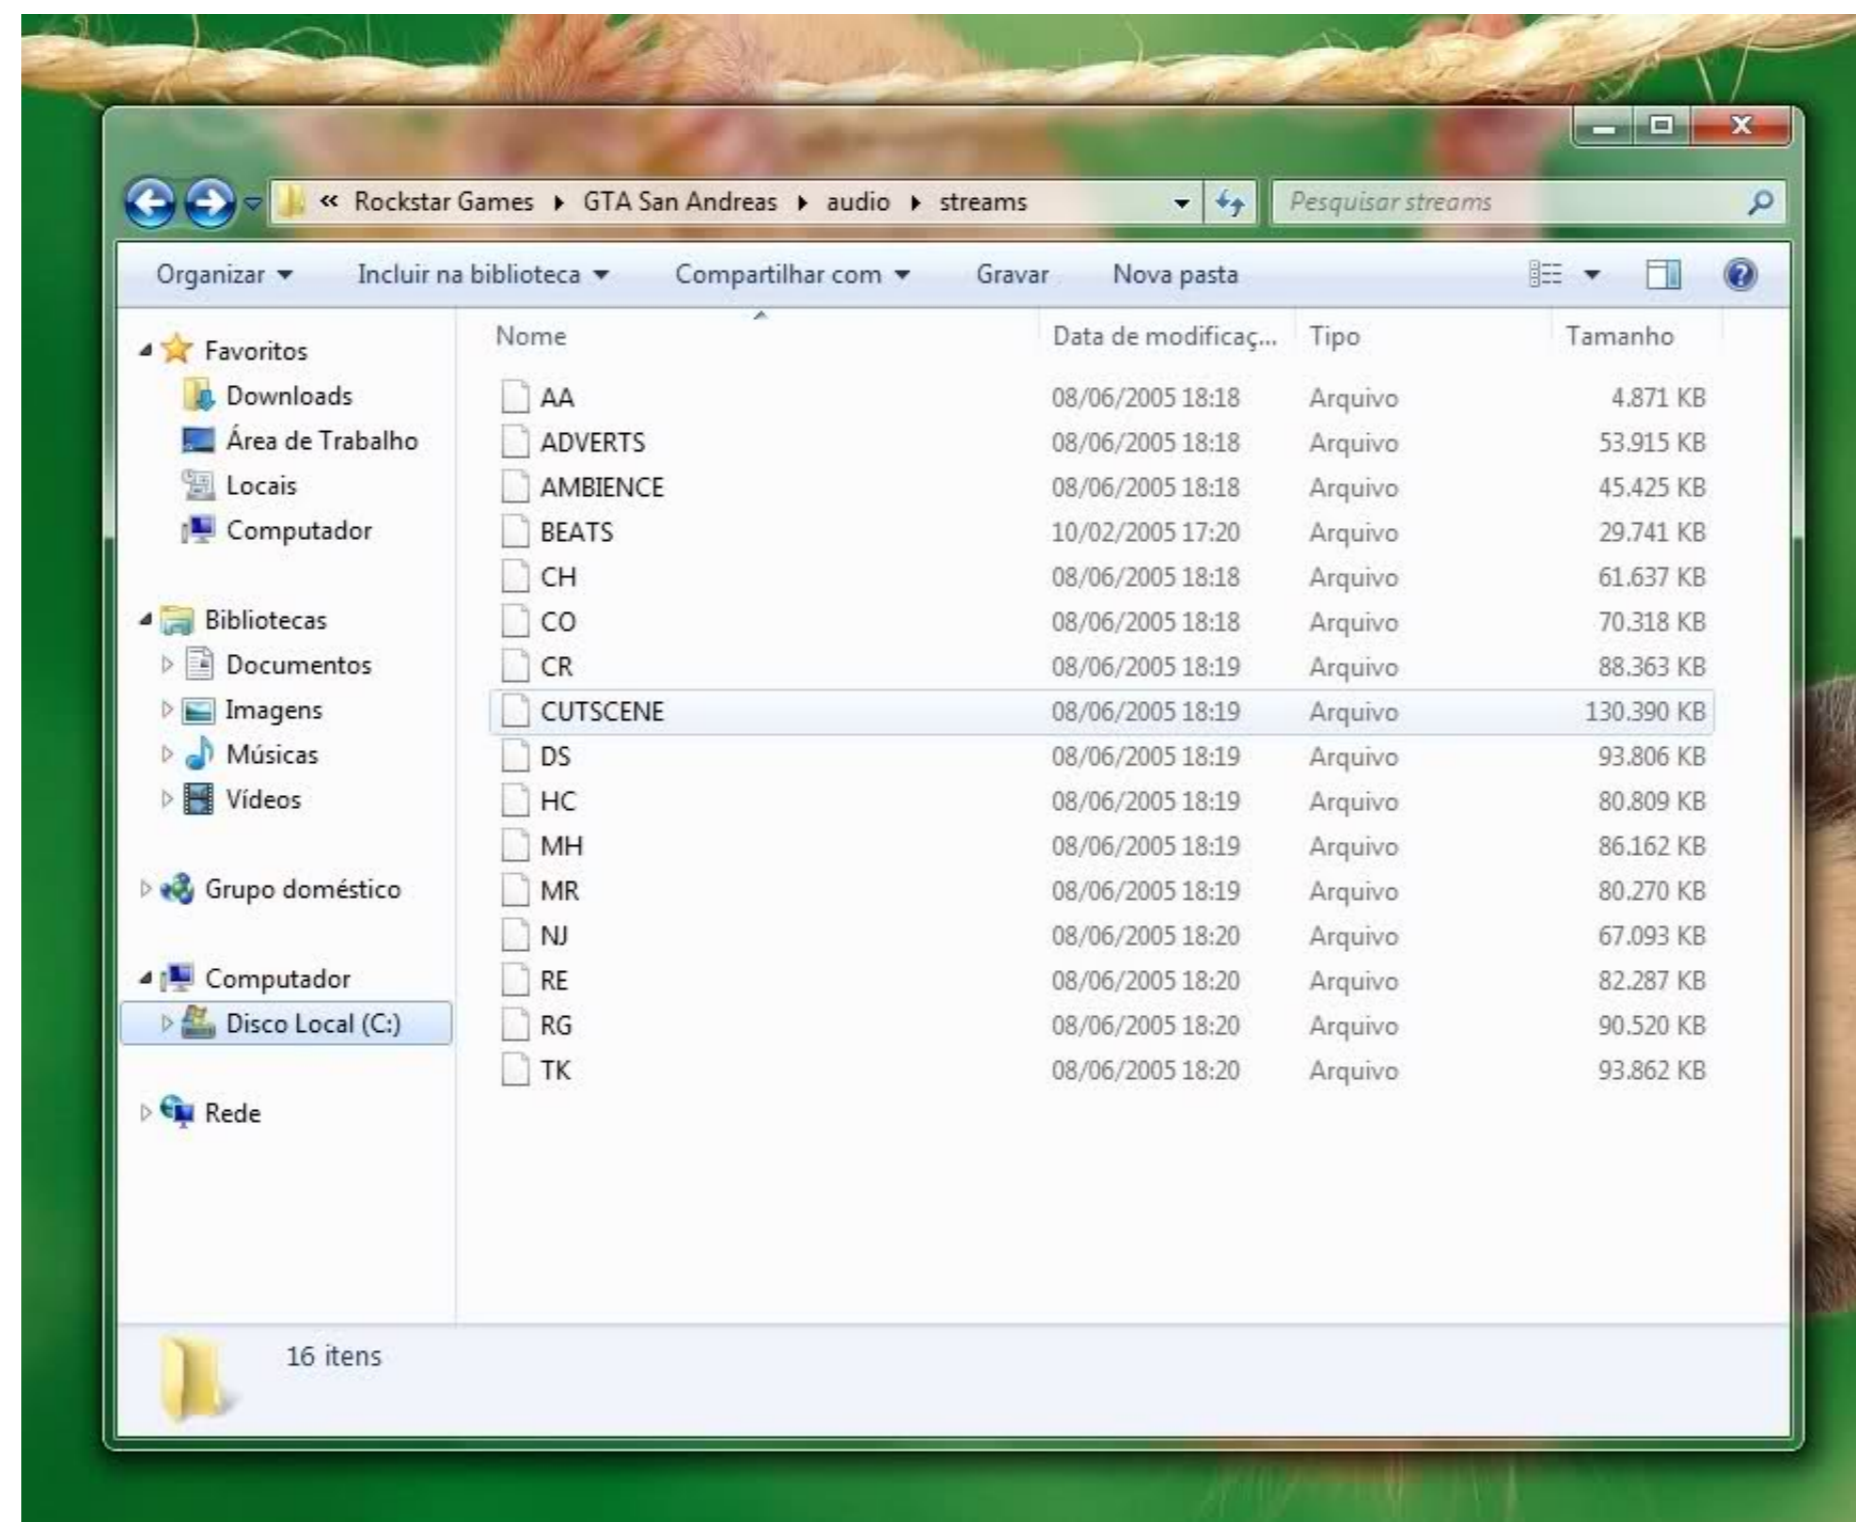 « Rockstar Games ▸ GTA San Andreas ▸ audio ▸ streams Pesquisar streams
Organizar Incluir na biblioteca Compartilhar com Gravar Nova pasta
Favoritos
Downloads
Área de Trabalho
Locais
Computador
Bibliotecas
Documentos
Imagens
Músicas
Vídeos
Grupo doméstico
Computador
Disco Local (C:)
Rede
Nome Data de modificaç... Tipo Tamanho
AA 08/06/2005 18:18 Arquivo 4.871 KB
ADVERTS 08/06/2005 18:18 Arquivo 53.915 KB
AMBIENCE 08/06/2005 18:18 Arquivo 45.425 KB
BEATS 10/02/2005 17:20 Arquivo 29.741 KB
CH 08/06/2005 18:18 Arquivo 61.637 KB
CO 08/06/2005 18:18 Arquivo 70.318 KB
CR 08/06/2005 18:19 Arquivo 88.363 KB
CUTSCENE 08/06/2005 18:19 Arquivo 130.390 KB
DS 08/06/2005 18:19 Arquivo 93.806 KB
HC 08/06/2005 18:19 Arquivo 80.809 KB
MH 08/06/2005 18:19 Arquivo 86.162 KB
MR 08/06/2005 18:19 Arquivo 80.270 KB
NJ 08/06/2005 18:20 Arquivo 67.093 KB
RE 08/06/2005 18:20 Arquivo 82.287 KB
RG 08/06/2005 18:20 Arquivo 90.520 KB
TK 08/06/2005 18:20 Arquivo 93.862 KB
16 itens